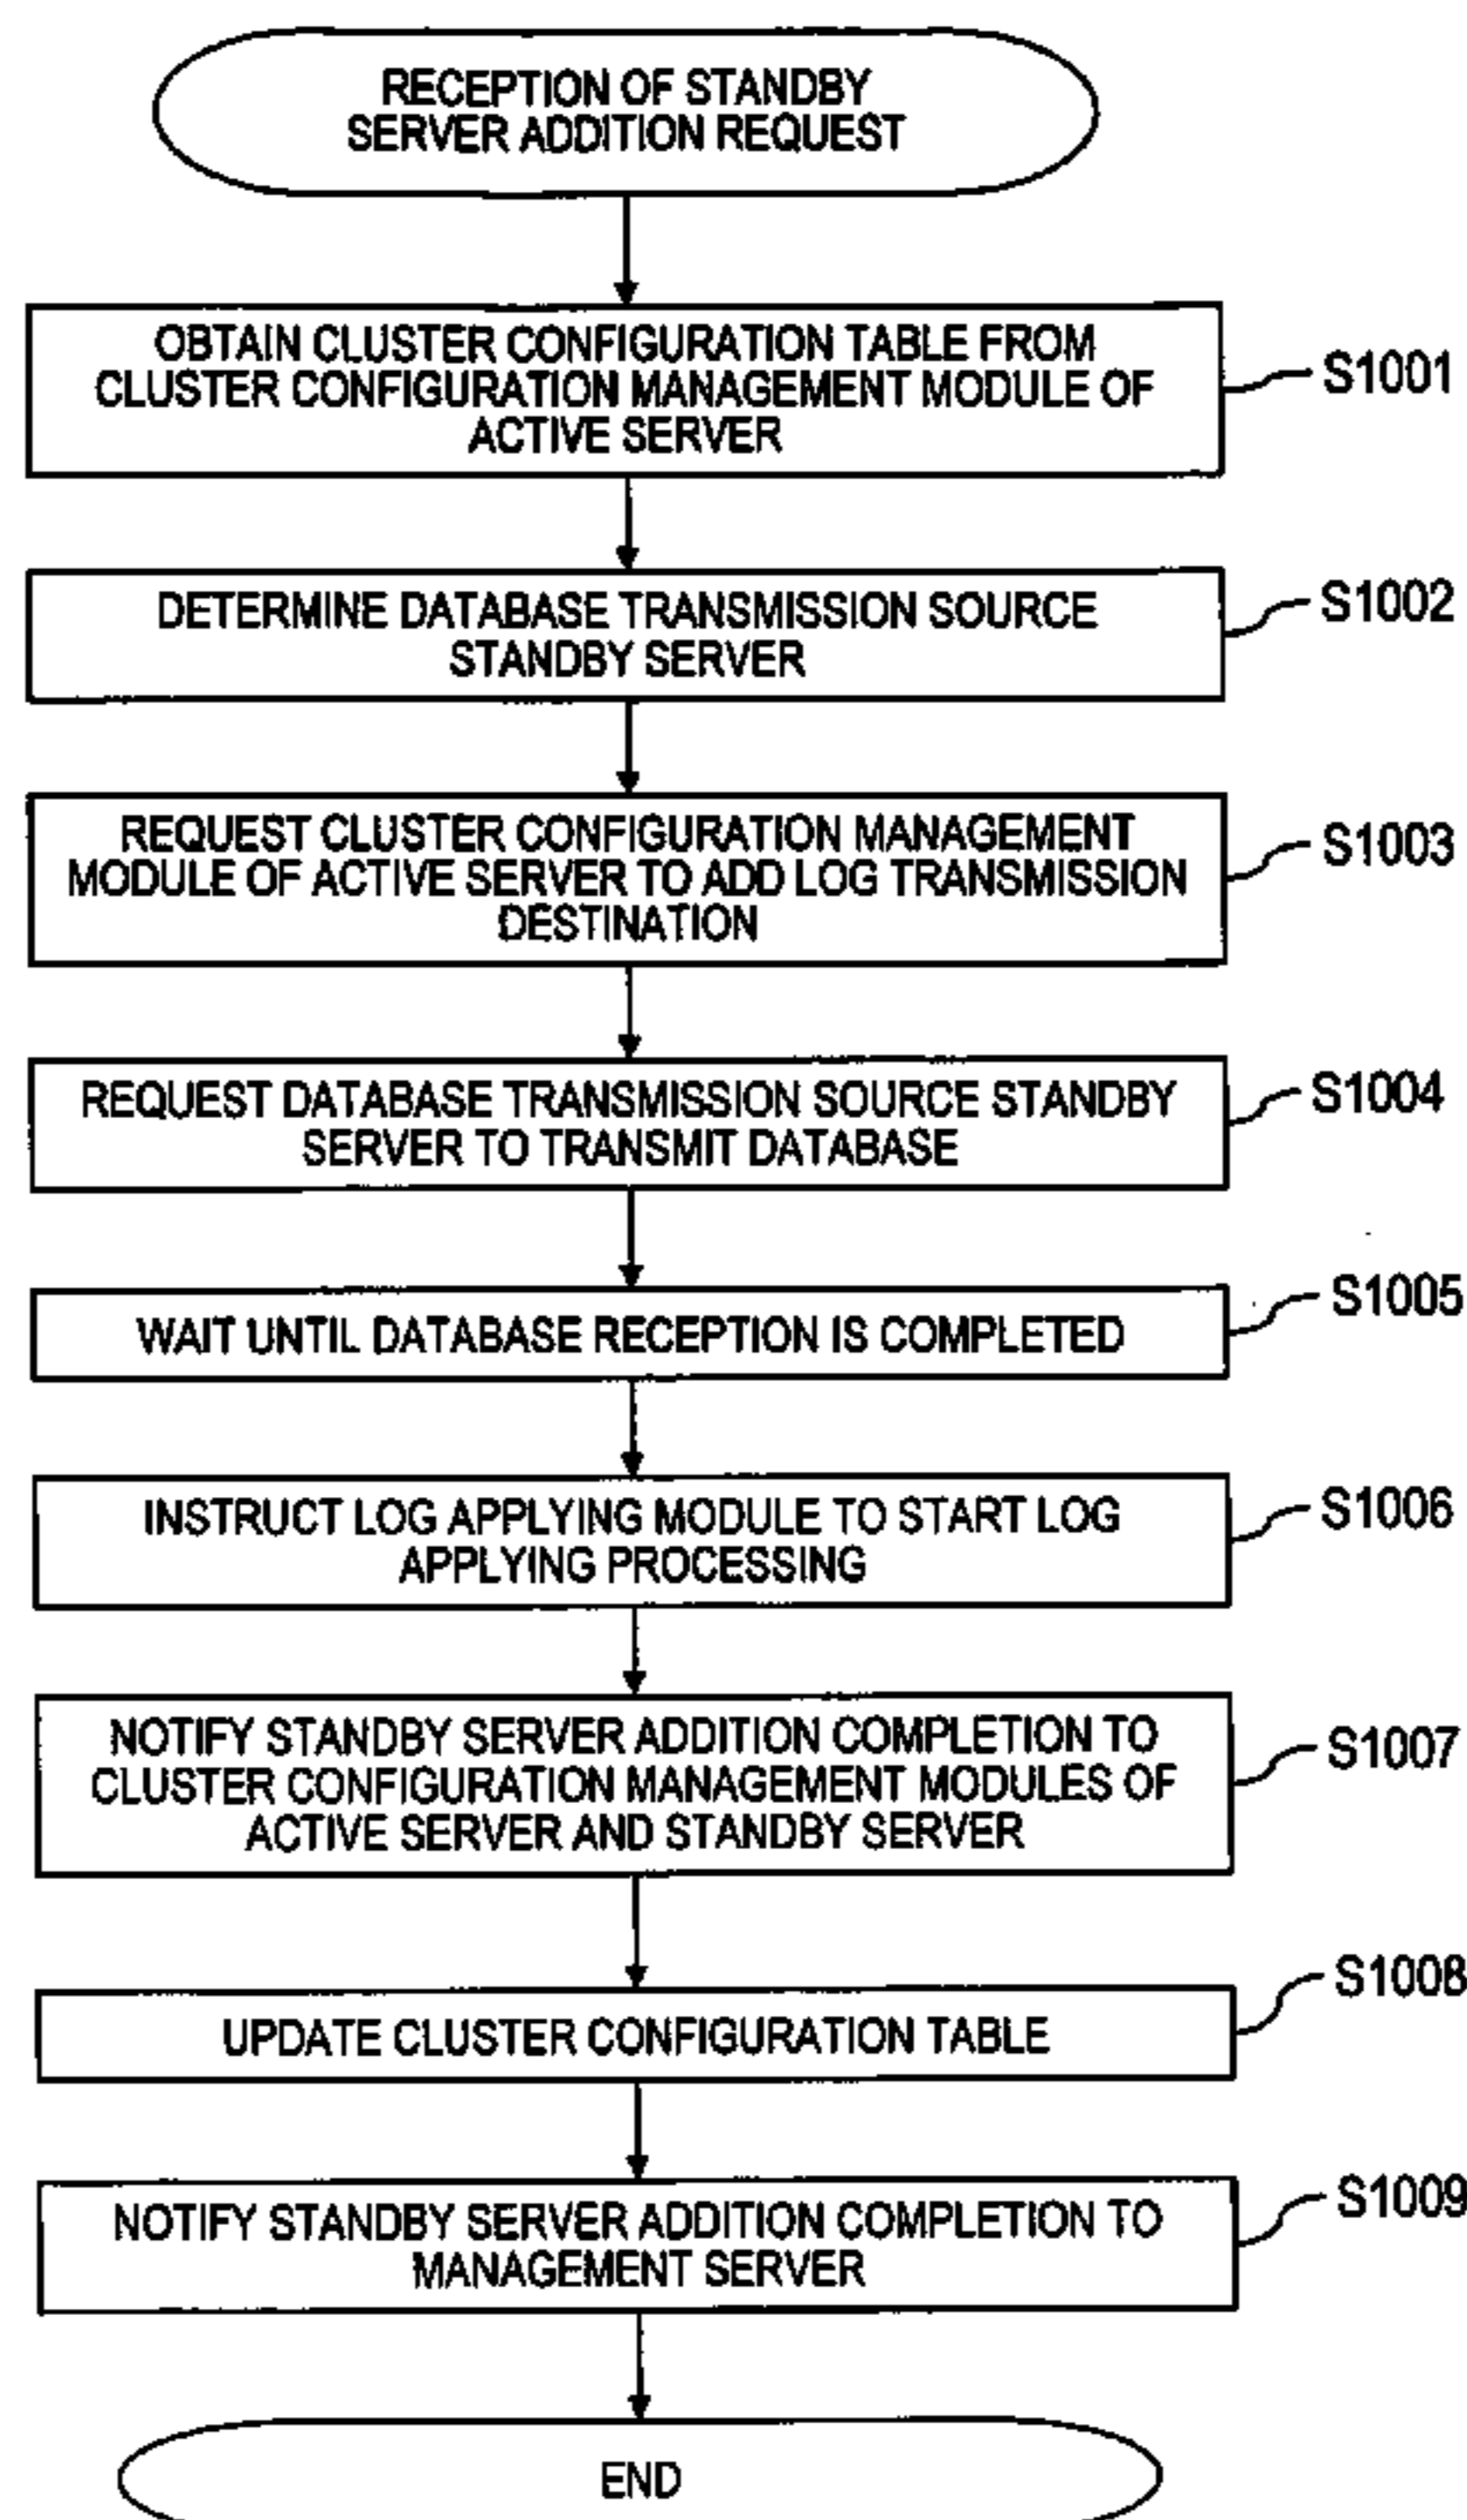 RECEPTION OF STANDBY
SERVER ADDITION REQUEST
OBTAIN CLUSTER CONFIGURATION TABLE FROM
CLUSTER CONFIGURATION MANAGEMENT MODULE OF
ACTIVE SERVER
S1001
DETERMINE DATABASE TRANSMISSION SOURCE
STANDBY SERVER
S1002
REQUEST CLUSTER CONFIGURATION MANAGEMENT
MODULE OF ACTIVE SERVER TO ADD LOG TRANSMISSION
DESTINATION
S1003
REQUEST DATABASE TRANSMISSION SOURCE STANDBY
SERVER TO TRANSMIT DATABASE
S1004
WAIT UNTIL DATABASE RECEPTION IS COMPLETED
S1005
INSTRUCT LOG APPLYING MODULE TO START LOG
APPLYING PROCESSING
S1006
NOTIFY STANDBY SERVER ADDITION COMPLETION TO
CLUSTER CONFIGURATION MANAGEMENT MODULES OF
ACTIVE SERVER AND STANDBY SERVER
S1007
UPDATE CLUSTER CONFIGURATION TABLE
S1008
NOTIFY STANDBY SERVER ADDITION COMPLETION TO
MANAGEMENT SERVER
S1009
END